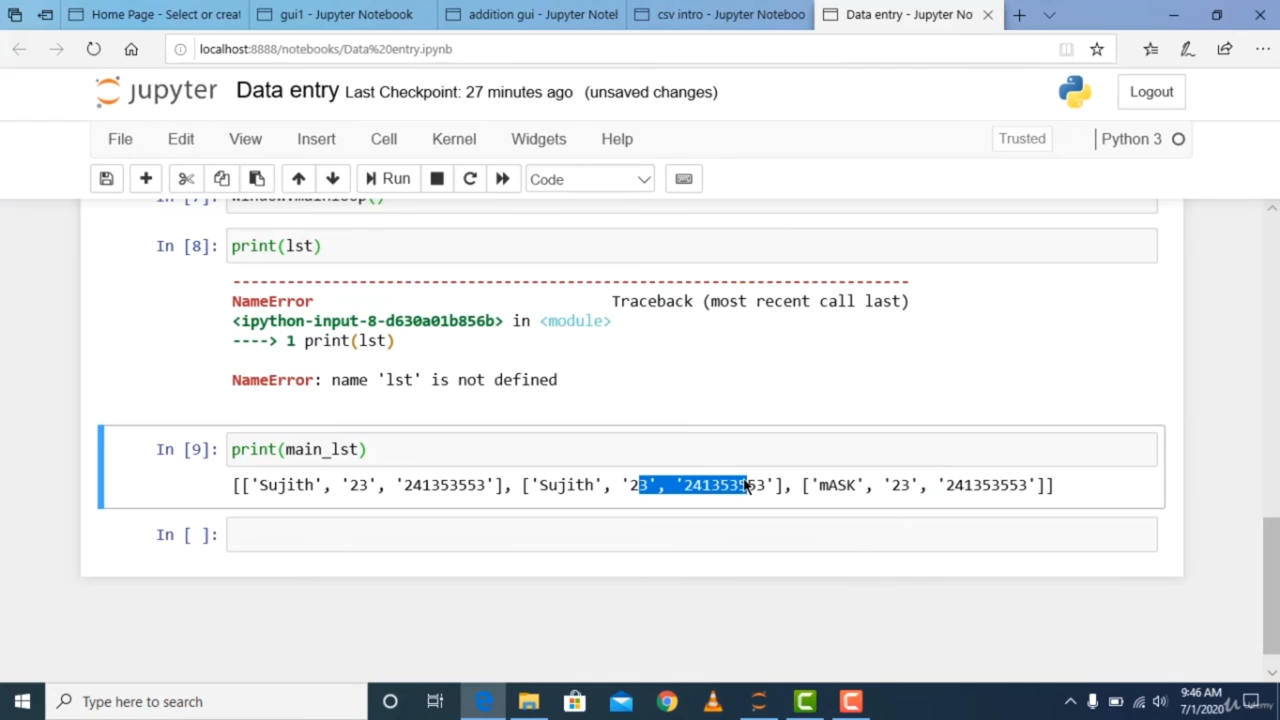 Home Page - Select or creat
gui1 - Jupyter Notebook
addition gui - Jupyter Notel
csv intro - Jupyter Noteboo
Data entry - Jupyter No
localhost:8888/notebooks/Data%20entry.ipynb
jupyter Data entry Last Checkpoint: 27 minutes ago (unsaved changes)
Logout
File Edit View Insert Cell Kernel Widgets Help
Trusted
Python 3
Run
Code
In [7]: window.mainloop()
In [8]: print(lst)
---------------------------------------------------------------------------
NameError Traceback (most recent call last)
<ipython-input-8-d630a01b856b> in <module>
----> 1 print(lst)
NameError: name 'lst' is not defined
In [9]: print(main_lst)
[['Sujith', '23', '241353553'], ['Sujith', '23', '241353553'], ['mASK', '23', '241353553']]
In [ ]:
Type here to search
9:46 AM
7/1/2020
Udemy